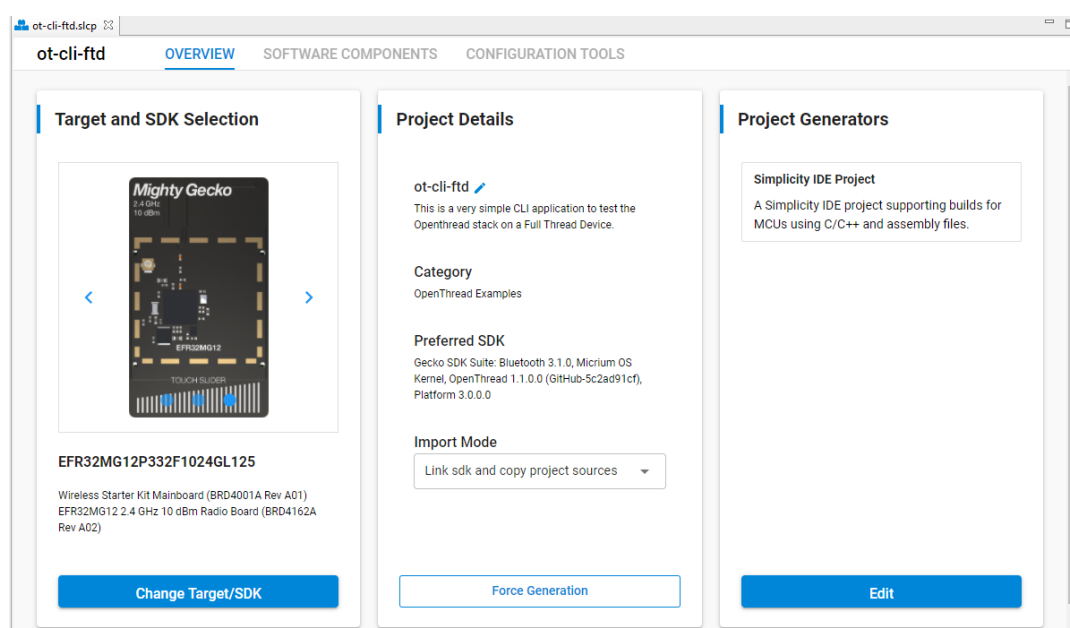 ot-cli-ftd.slcp
ot-cli-ftd
OVERVIEW
SOFTWARE COMPONENTS
CONFIGURATION TOOLS
Target and SDK Selection
Mighty Gecko
2.4 GHz
10 dBm
EFR32MG12
TOUCH SLIDER
EFR32MG12P332F1024GL125
Wireless Starter Kit Mainboard (BRD4001A Rev A01)
EFR32MG12 2.4 GHz 10 dBm Radio Board (BRD4162A
Rev A02)
Change Target/SDK
Project Details
ot-cli-ftd
This is a very simple CLI application to test the
Openthread stack on a Full Thread Device.
Category
OpenThread Examples
Preferred SDK
Gecko SDK Suite: Bluetooth 3.1.0, Micrium OS
Kernel, OpenThread 1.1.0.0 (GitHub-5c2ad91cf),
Platform 3.0.0.0
Import Mode
Link sdk and copy project sources
Force Generation
Project Generators
Simplicity IDE Project
A Simplicity IDE project supporting builds for
MCUs using C/C++ and assembly files.
Edit